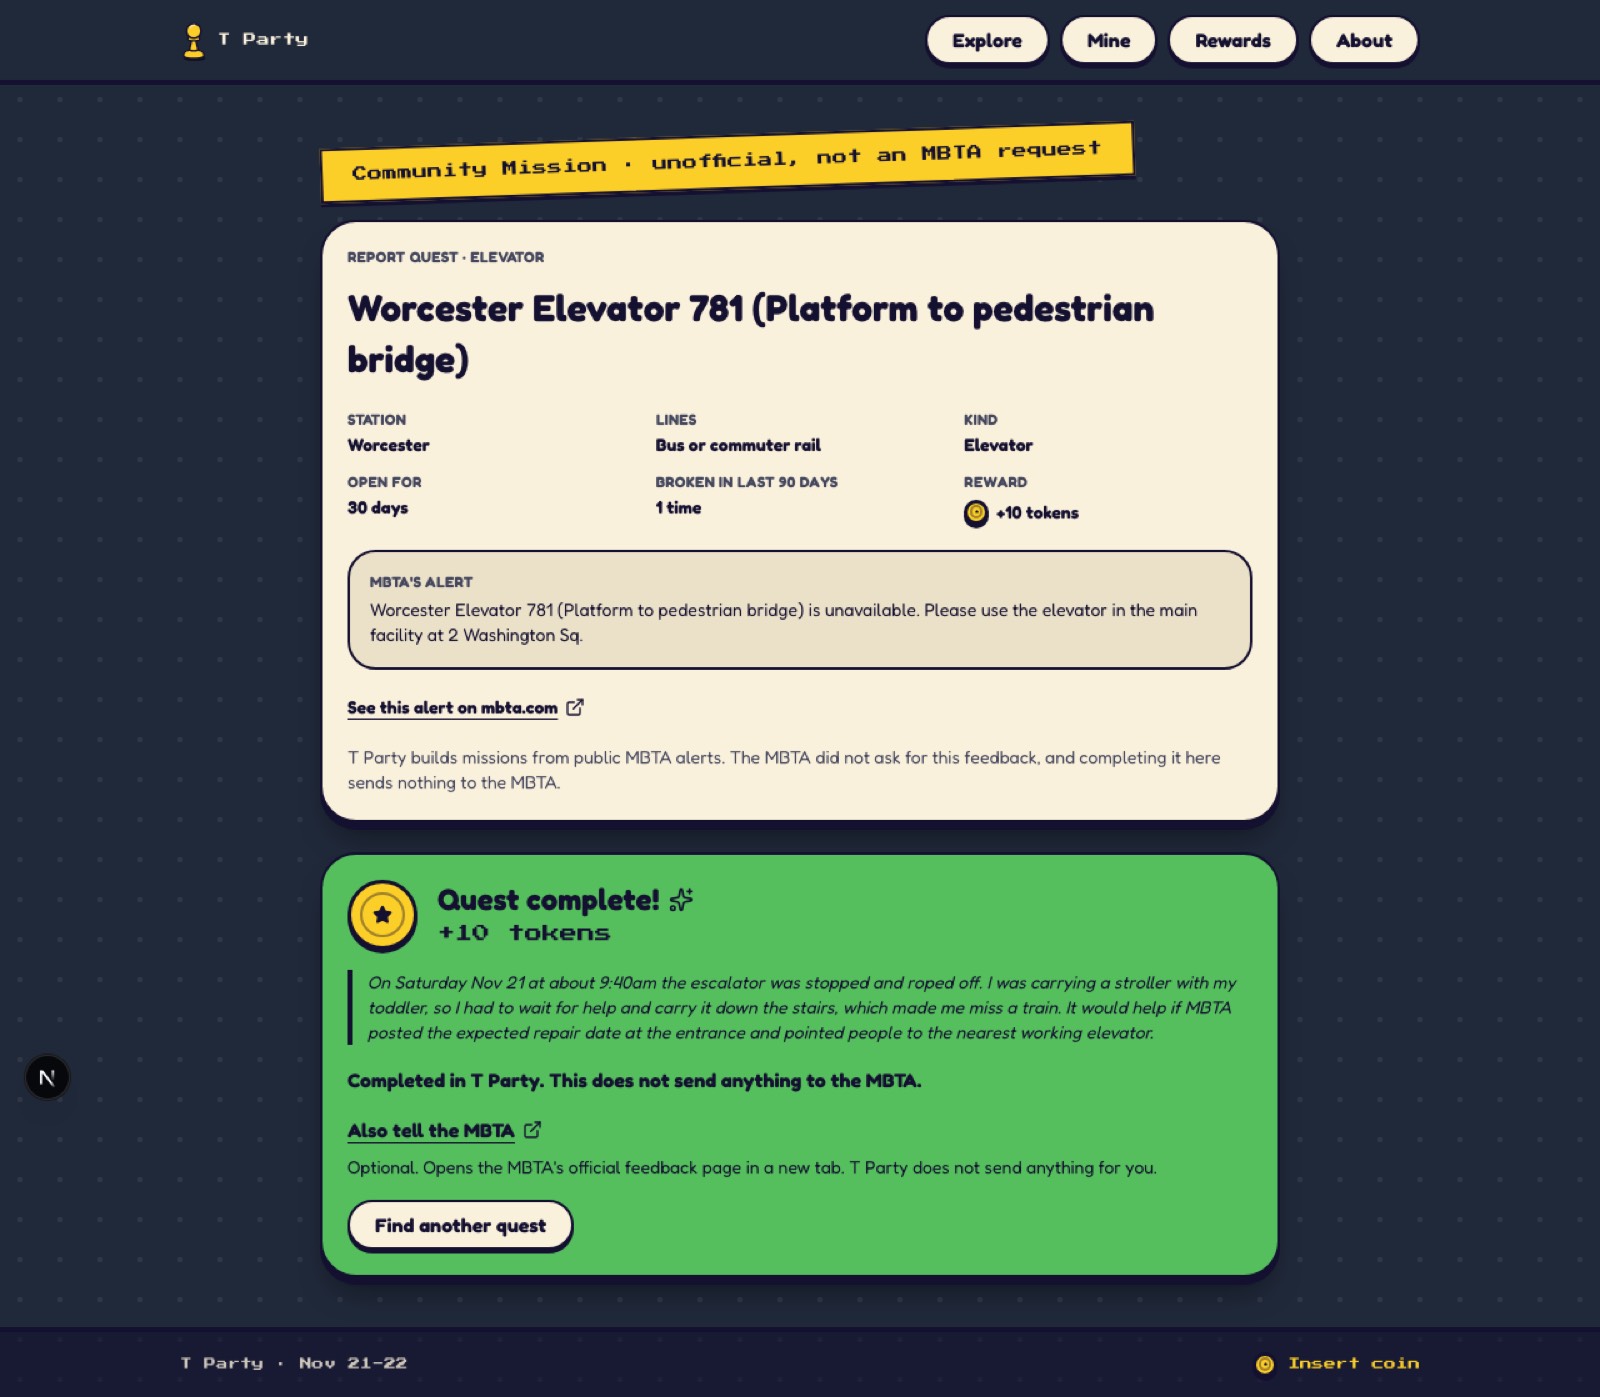 T Party
Explore
Mine
Rewards
About
Community Mission · unofficial, not an MBTA request
REPORT QUEST · ELEVATOR
Worcester Elevator 781 (Platform to pedestrian
bridge)
STATION
Worcester
LINES
Bus or commuter rail
KIND
Elevator
OPEN FOR
30 days
BROKEN IN LAST 90 DAYS
1 time
REWARD
+10 tokens
MBTA'S ALERT
Worcester Elevator 781 (Platform to pedestrian bridge) is unavailable. Please use the elevator in the main
facility at 2 Washington Sq.
See this alert on mbta.com
T Party builds missions from public MBTA alerts. The MBTA did not ask for this feedback, and completing it here
sends nothing to the MBTA.
Quest complete!
+10 tokens
On Saturday Nov 21 at about 9:40am the escalator was stopped and roped off. I was carrying a stroller with my
toddler, so I had to wait for help and carry it down the stairs, which made me miss a train. It would help if MBTA
posted the expected repair date at the entrance and pointed people to the nearest working elevator.
N
Completed in T Party. This does not send anything to the MBTA.
Also tell the MBTA
Optional. Opens the MBTA's official feedback page in a new tab. T Party does not send anything for you.
Find another quest
T Party · Nov 21-22
Insert coin